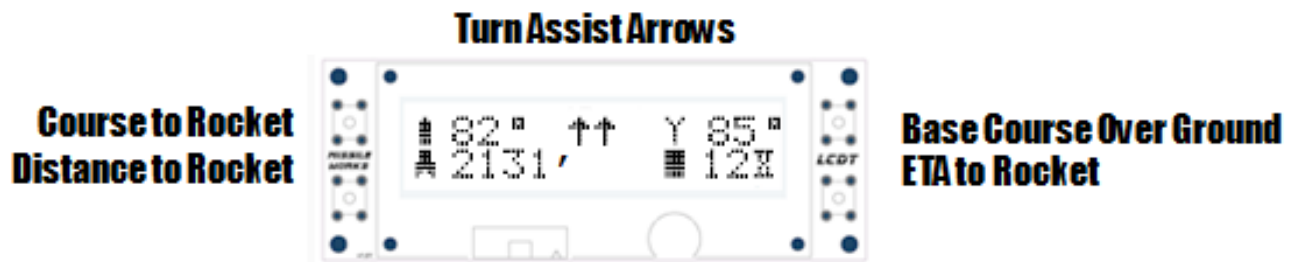 Turn Assist Arrows
Course to Rocket
Distance to Rocket
MISSILE
WORKS
82° ↑↑ Y 85°
2131'
LCDT
Base Course Over Ground
ETA to Rocket